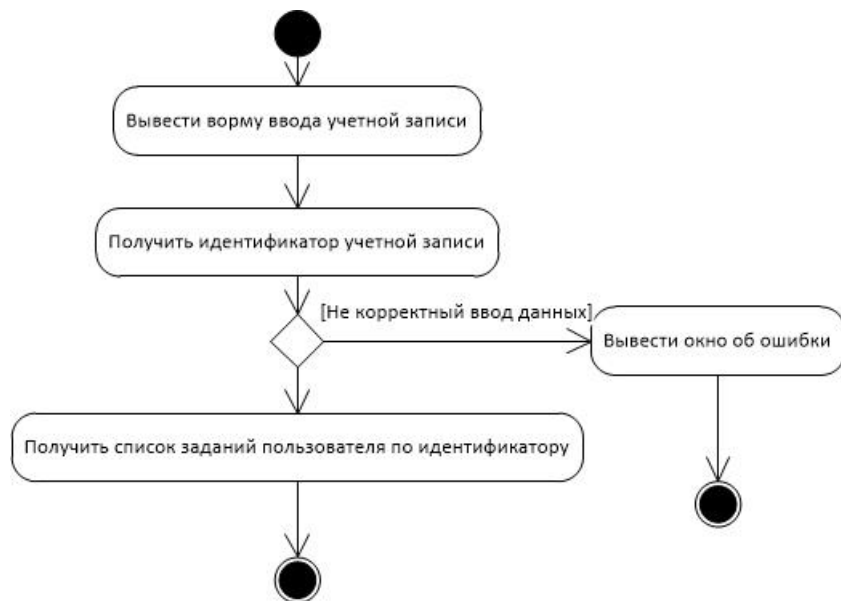 Вывести ворму ввода учетной записи
Получить идентификатор учетной записи
[Не корректный ввод данных]
Вывести окно об ошибки
Получить список заданий пользователя по идентификатору